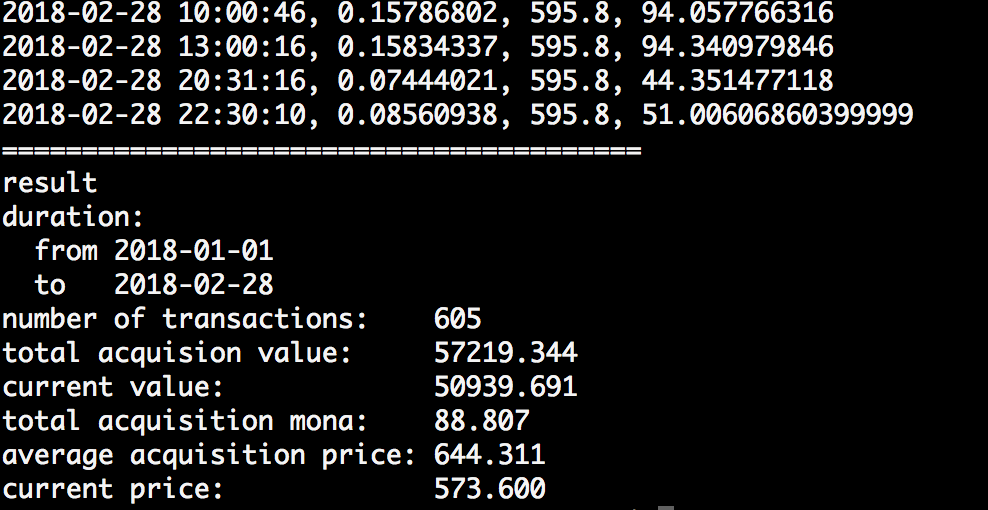 2018-02-28 10:00:46, 0.15786802, 595.8, 94.057766316
2018-02-28 13:00:16, 0.15834337, 595.8, 94.340979846
2018-02-28 20:31:16, 0.07444021, 595.8, 44.351477118
2018-02-28 22:30:10, 0.08560938, 595.8, 51.00606860399999
========================================
result
duration:
  from 2018-01-01
  to   2018-02-28
number of transactions:    605
total acquision value:     57219.344
current value:             50939.691
total acquisition mona:    88.807
average acquisition price: 644.311
current price:             573.600